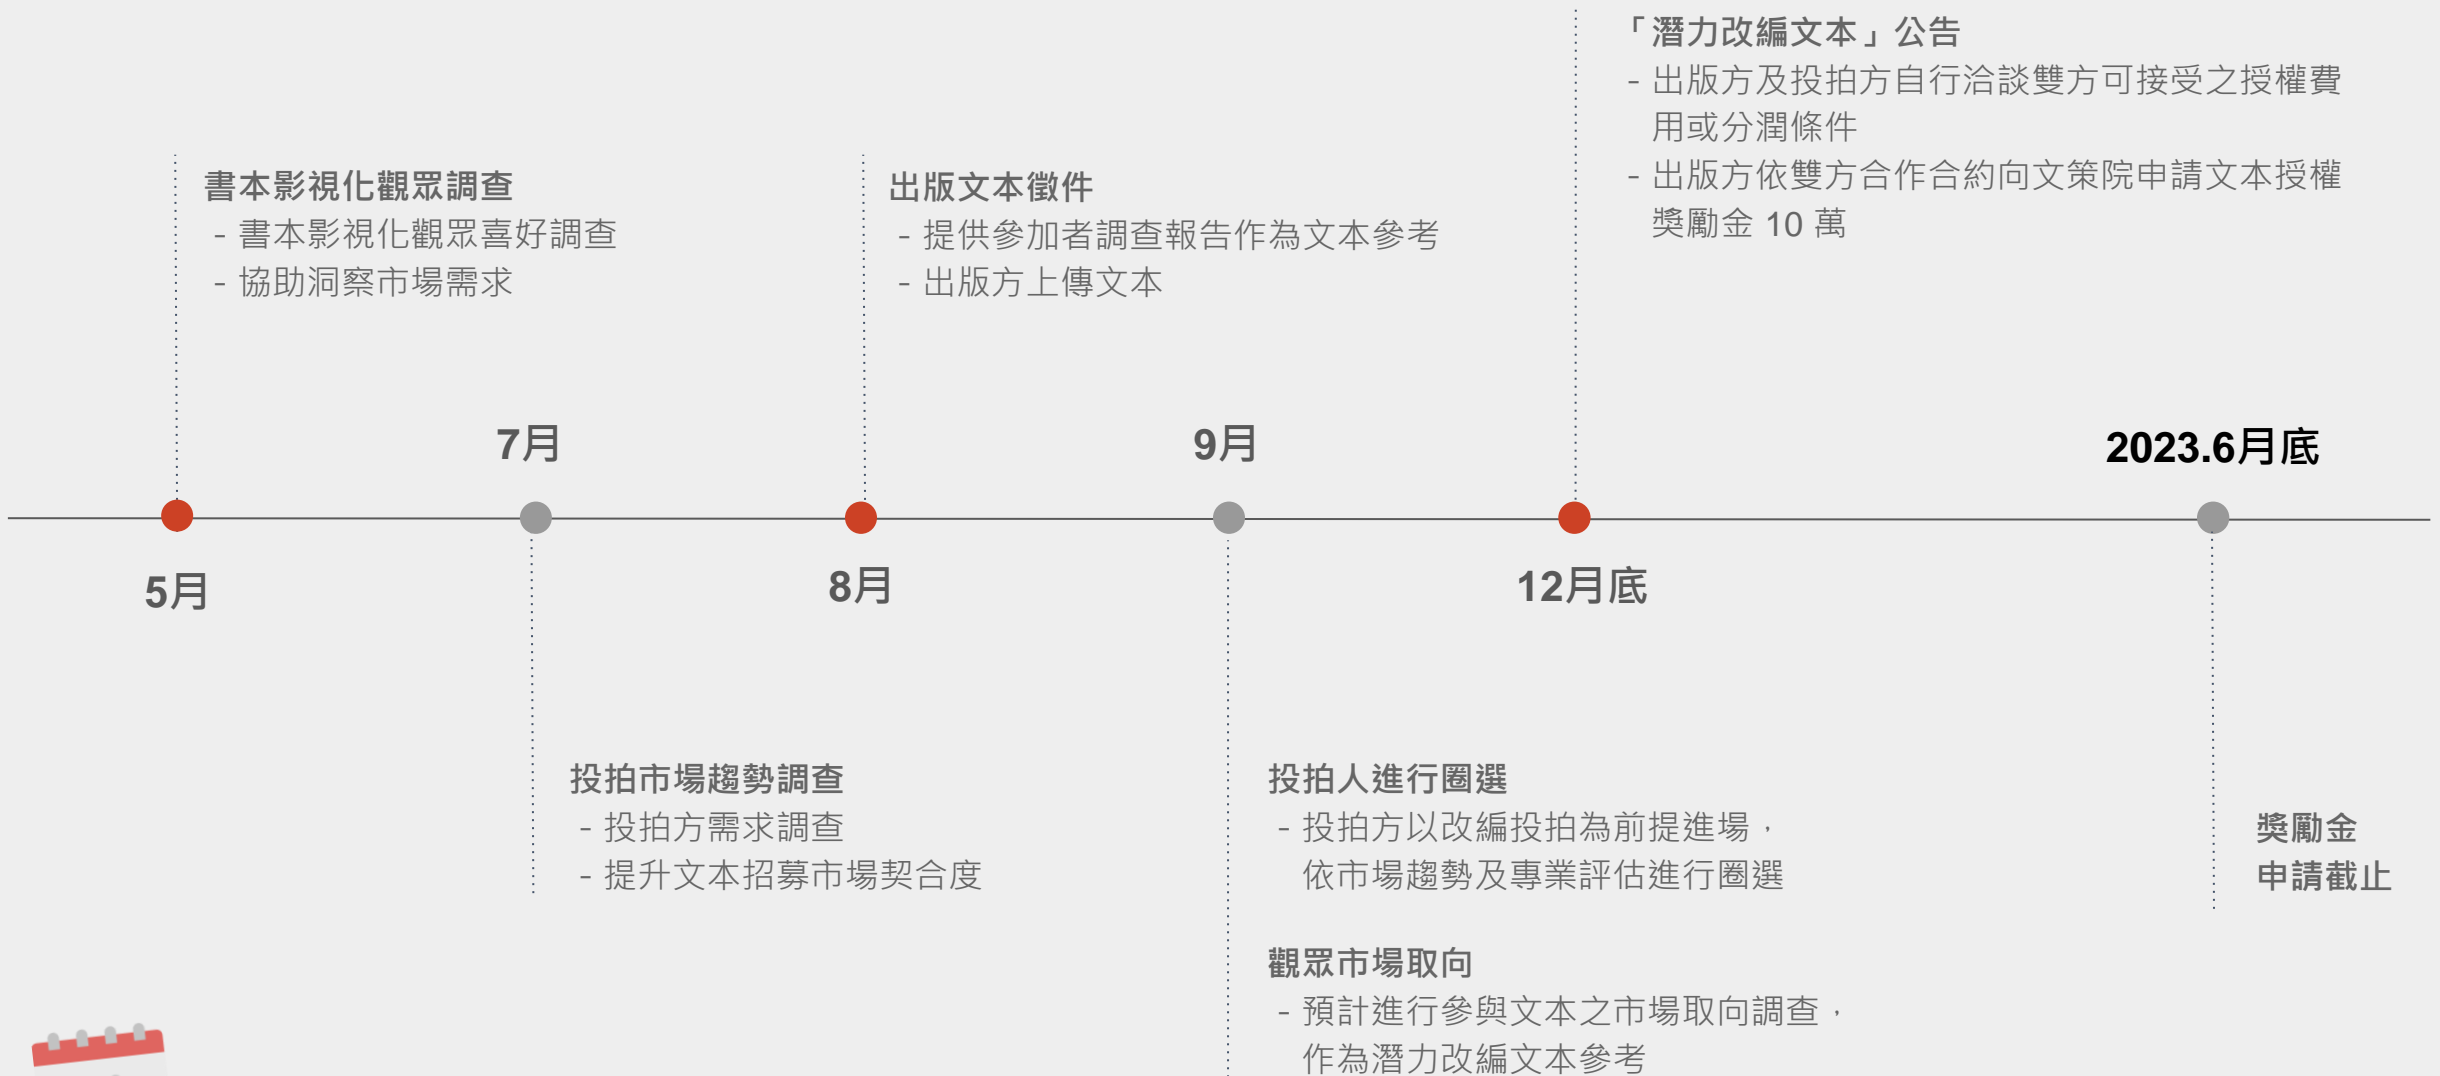 「潛力改編文本」公告
- 出版方及投拍方自行洽談雙方可接受之授權費
用或分潤條件
- 出版方依雙方合作合約向文策院申請文本授權
獎勵金 10 萬
書本影視化觀眾調查
- 書本影視化觀眾喜好調查
- 協助洞察市場需求
出版文本徵件
- 提供參加者調查報告作為文本參考
- 出版方上傳文本
7月
9月
2023.6月底
5月
8月
12月底
投拍市場趨勢調查
- 投拍方需求調查
- 提升文本招募市場契合度
投拍人進行圈選
- 投拍方以改編投拍為前提進場，
依市場趨勢及專業評估進行圈選
獎勵金
申請截止
觀眾市場取向
- 預計進行參與文本之市場取向調查，
作為潛力改編文本參考